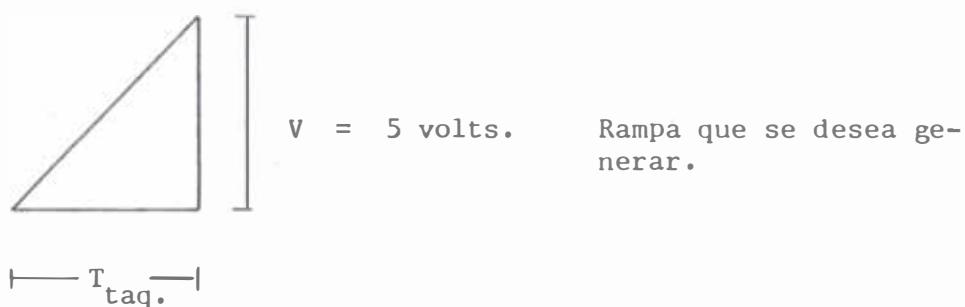 V = 5 volts. Rampa que se desea ge-
nerar.
T taq.